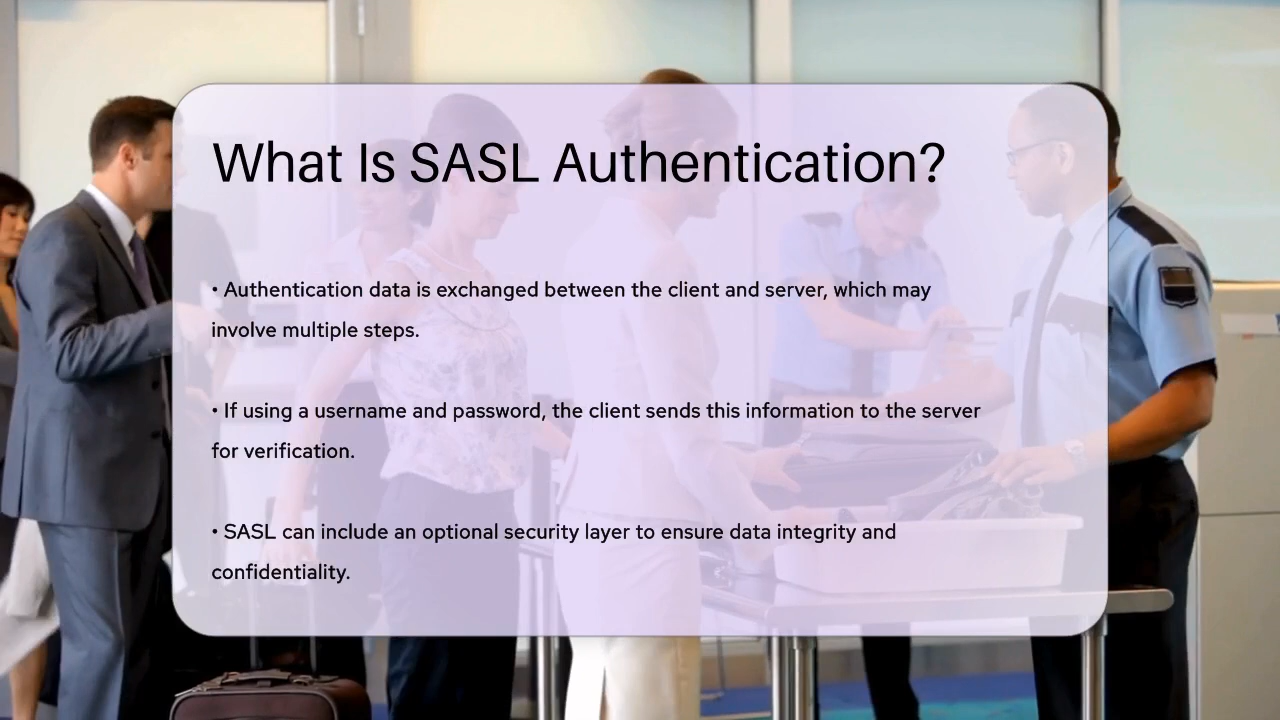 What Is SASL Authentication?
• Authentication data is exchanged between the client and server, which may
involve multiple steps.
• If using a username and password, the client sends this information to the server
for verification.
• SASL can include an optional security layer to ensure data integrity and
confidentiality.